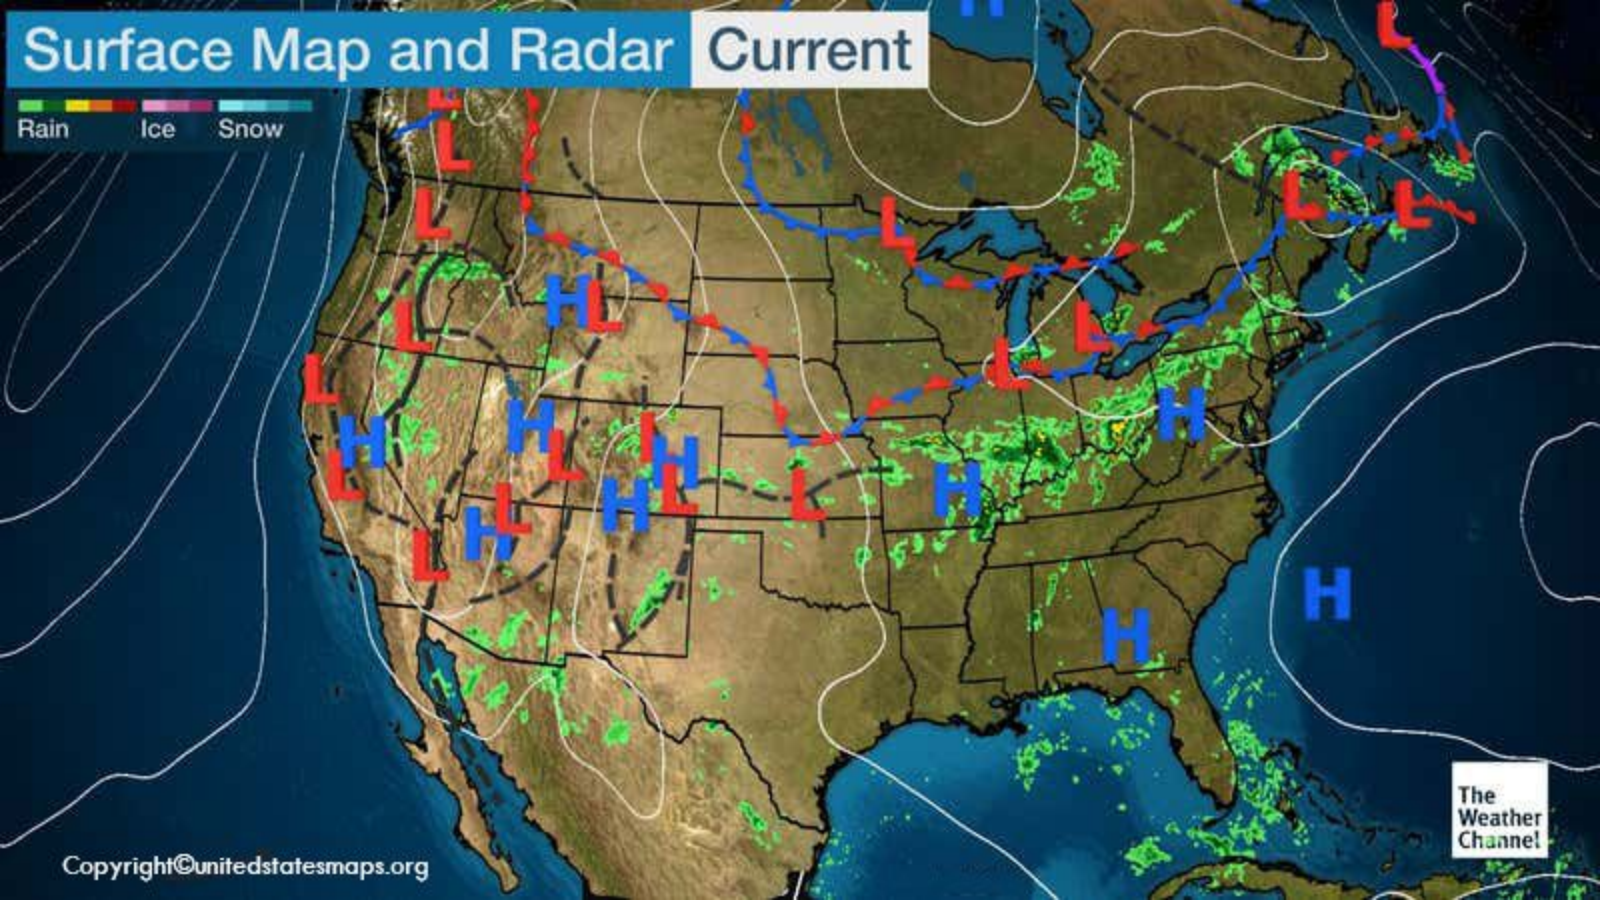 Surface Map and Radar Current
Rain Ice Snow
H
H
L
L
L
L
L
L
L
H
L
L
L
H
L
L
L
L
H
H
H
L
L
H
H
L
L
H
L
H
L
H
L
H
H
The
Weather
Channel
Copyright©unitedstatesmaps.org